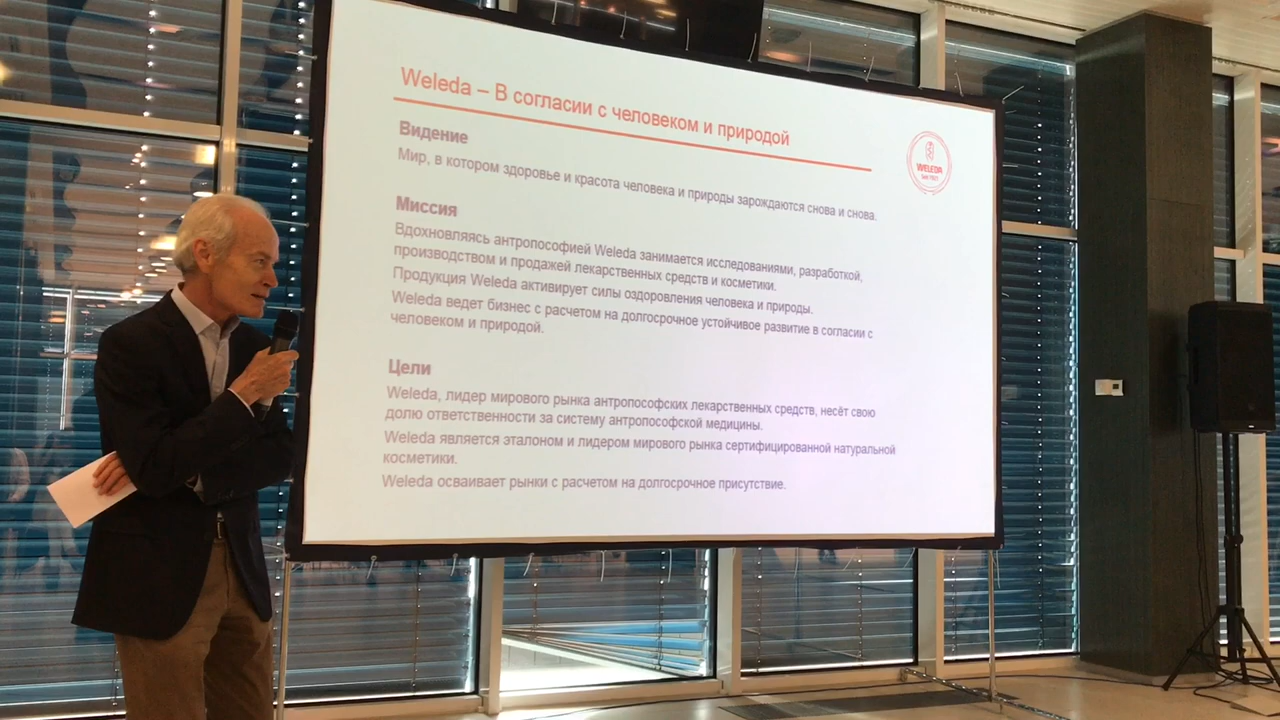 Weleda – В согласии с человеком и природой
WELEDA
Seit 1921
Видение
Мир, в котором здоровье и красота человека и природы зарождаются снова и снова.
Миссия
Вдохновляясь антропософией Weleda занимается исследованиями, разработкой,
производством и продажей лекарственных средств и косметики.
Продукция Weleda активирует силы оздоровления человека и природы.
Weleda ведет бизнес с расчетом на долгосрочное устойчивое развитие в согласии с
человеком и природой.
Цели
Weleda, лидер мирового рынка антропософских лекарственных средств, несёт свою
долю ответственности за систему антропософской медицины.
Weleda является эталоном и лидером мирового рынка сертифицированной натуральной
косметики.
Weleda осваивает рынки с расчетом на долгосрочное присутствие.